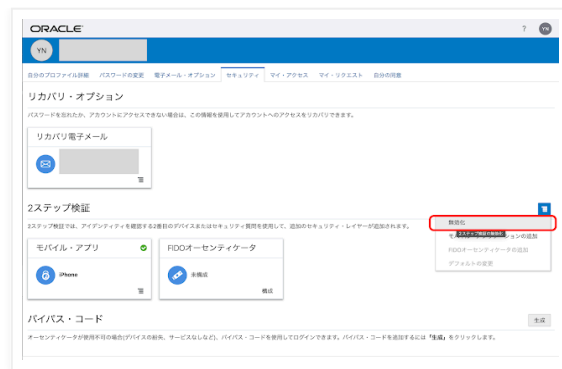 ORACLE
?
YN
YN
自分のプロファイル詳細 パスワードの変更 電子メール・オプション セキュリティ マイ・アクセス マイ・リクエスト 自分の同意
リカバリ・オプション
パスワードを忘れたか、アカウントにアクセスできない場合は、この情報を使用してアカウントへのアクセスをリカバリできます。
リカバリ電子メール
2ステップ検証
2ステップ検証では、アイデンティティを確認する2番目のデバイスまたはセキュリティ質問を使用して、追加のセキュリティ・レイヤーが追加されます。
無効化
2ステップ検証の無効化
ションの追加
FIDOオーセンティケータの追加
デフォルトの変更
モバイル・アプリ
iPhone
FIDOオーセンティケータ
未構成
構成
バイパス・コード
生成
オーセンティケータが使用不可の場合(デバイスの紛失、サービスなしなど)、バイパス・コードを使用してログインできます。バイパス・コードを追加するには「生成」をクリックします。